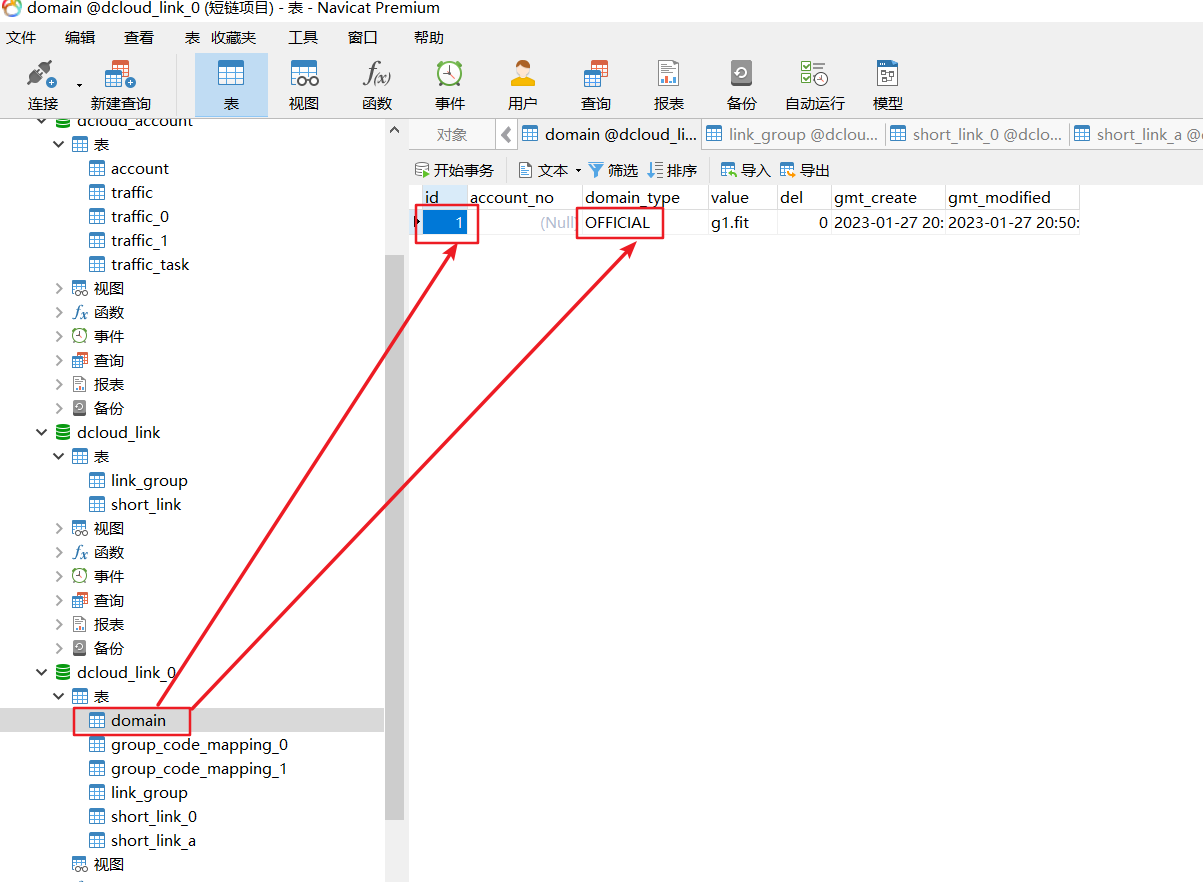 domain @dcloud_link_0 (短链项目) - 表 - Navicat Premium
文件 编辑 查看 表 收藏夹 工具 窗口 帮助
连接 新建查询 表 视图 函数 事件 用户 查询 报表 备份 自动运行 模型
对象 domain @dcloud_li... link_group @dclou... short_link_0 @dclo... short_link_a @
开始事务 文本 筛选 排序 导入 导出
id account_no domain_type value del gmt_create gmt_modified
1 (Null OFFICIAL g1.fit 0 2023-01-27 20: 2023-01-27 20:50:
dcloud_account
表
account
traffic
traffic_0
traffic_1
traffic_task
视图
函数
事件
查询
报表
备份
dcloud_link
表
link_group
short_link
视图
函数
事件
查询
报表
备份
dcloud_link_0
表
domain
group_code_mapping_0
group_code_mapping_1
link_group
short_link_0
short_link_a
视图